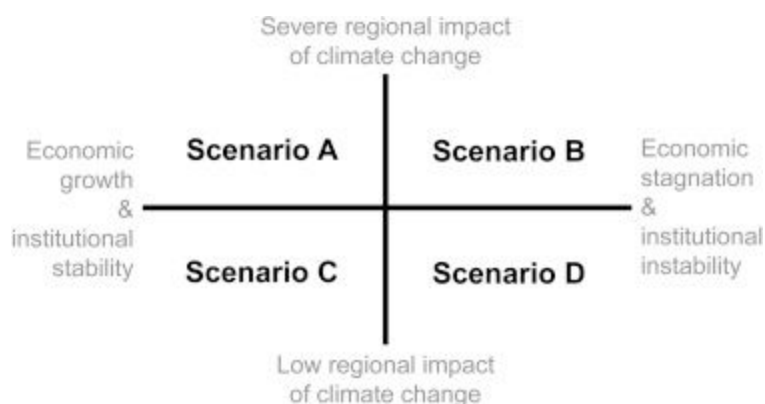 Severe regional impact
of climate change
Economic
growth
&
institutional
stability
Scenario A
Scenario B
Economic
stagnation
&
institutional
instability
Scenario C
Scenario D
Low regional impact
of climate change